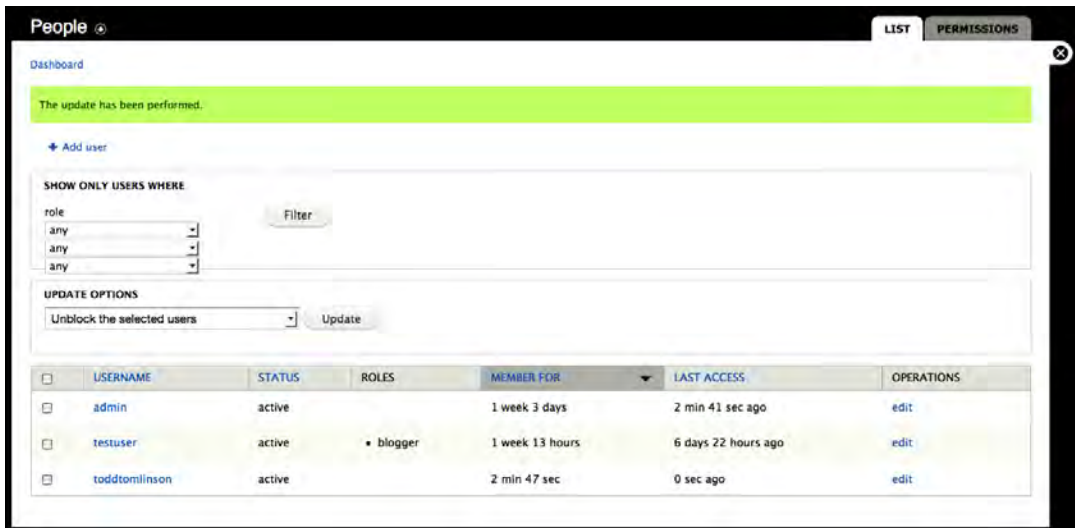 People
LIST PERMISSIONS
Dashboard
The update has been performed.
+ Add user
SHOW ONLY USERS WHERE
role
any
Filter
any
any
UPDATE OPTIONS
Unblock the selected users Update
USERNAME STATUS ROLES MEMBER FOR LAST ACCESS OPERATIONS
admin active 1 week 3 days 2 min 41 sec ago edit
testuser active • blogger 1 week 13 hours 6 days 22 hours ago edit
toddtomlinson active 2 min 47 sec 0 sec ago edit